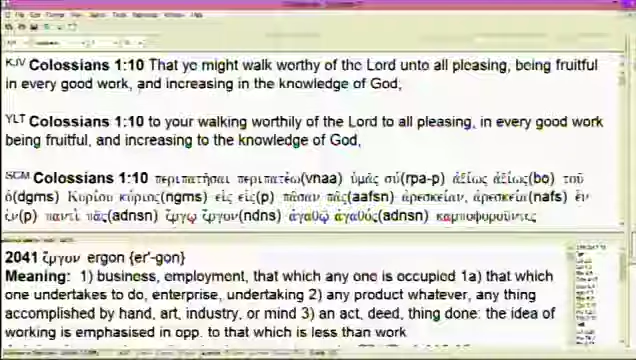 KJV Colossians 1:10 That ye might walk worthy of the Lord unto all pleasing, being fruitful
in every good work, and increasing in the knowledge of God,
YLT Colossians 1:10 to your walking worthily of the Lord to all pleasing, in every good work
being fruitful, and increasing to the knowledge of God,
SCM Colossians 1:10 περιπατῆσαι περιπατέω(vnaa) ὑμᾶς σύ(rpa-p) ἀξίως ἀξίως(bo) τοῦ
ὁ(dgms) Κυρίου κύριος(ngms) εἰς εἰς(p) πᾶσαν πᾶς(aafsn) ἀρεσκείαν, ἀρεσκεία(nafs) ἐν
ἐν(p) παντὶ πᾶς(adnsn) ἔργῳ ἔργον(ndns) ἀγαθῷ ἀγαθός(adnsn) καρποφοροῦντες
2041 ἔργον ergon {er'-gon}
Meaning: 1) business, employment, that which any one is occupied 1a) that which
one undertakes to do, enterprise, undertaking 2) any product whatever, any thing
accomplished by hand, art, industry, or mind 3) an act, deed, thing done: the idea of
working is emphasised in opp. to that which is less than work